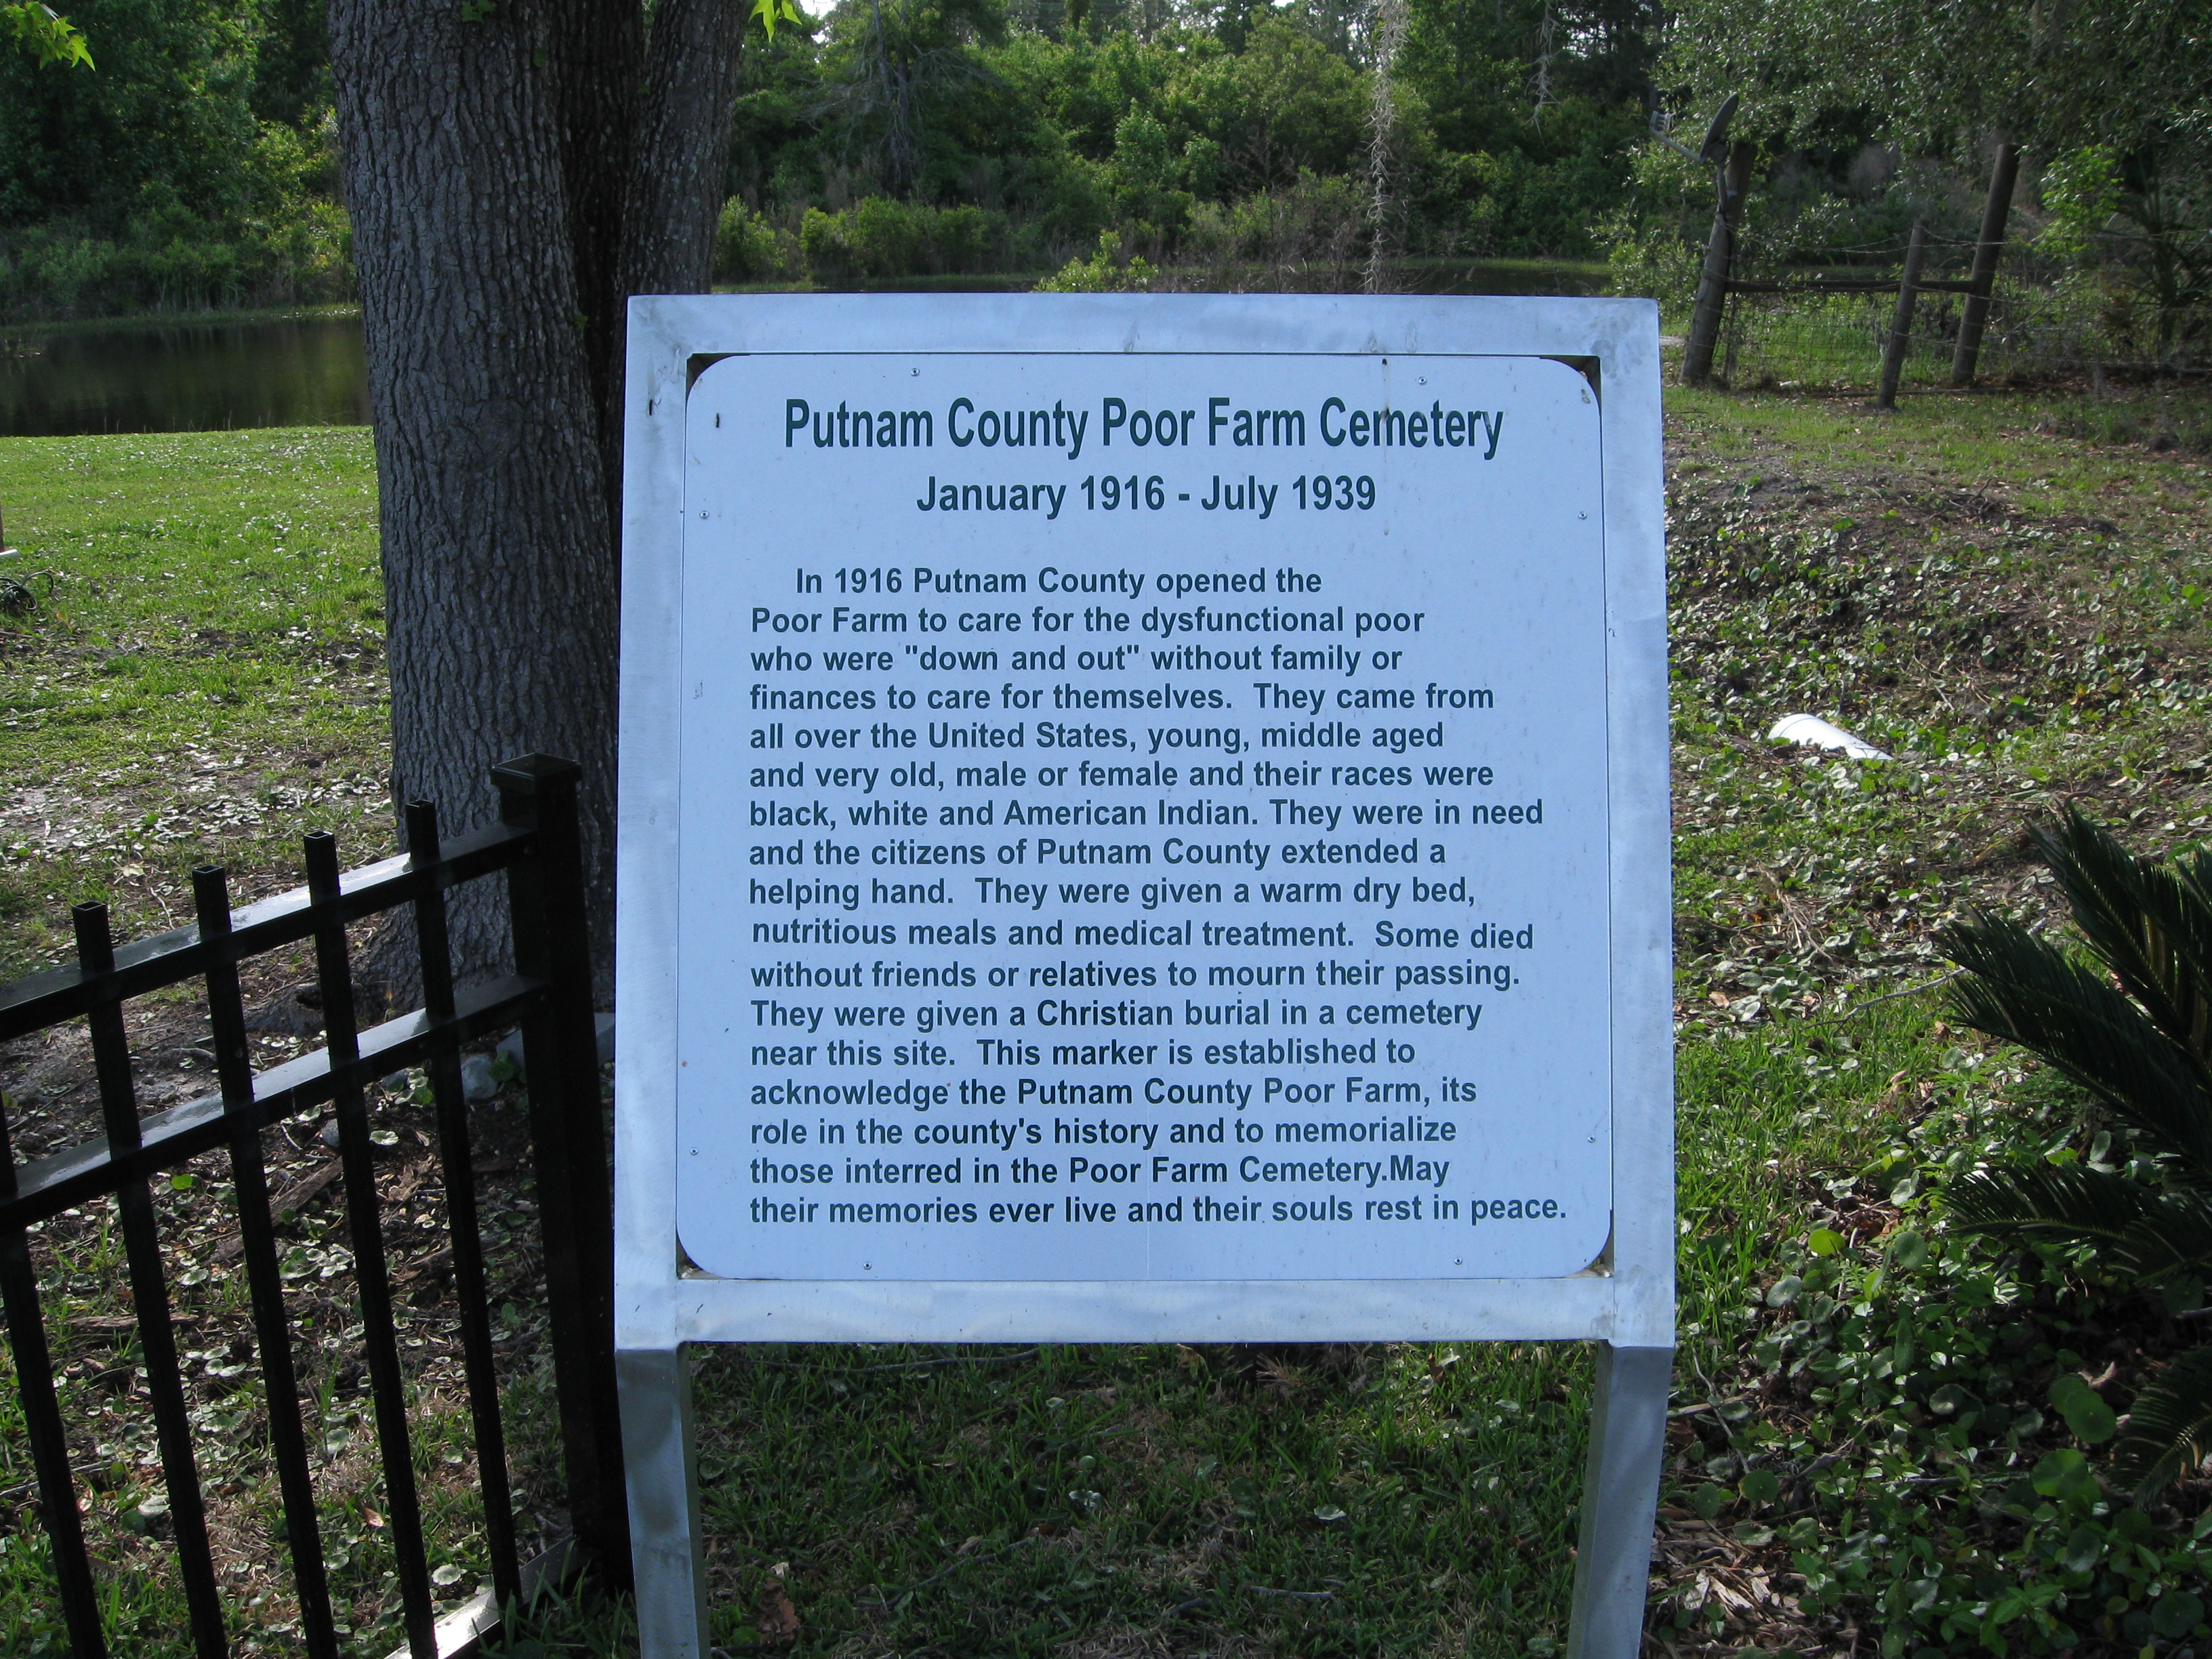 Putnam County Poor Farm Cemetery
January 1916 - July 1939
In 1916 Putnam County opened the
Poor Farm to care for the dysfunctional poor
who were "down and out" without family or
finances to care for themselves.  They came from
all over the United States, young, middle aged
and very old, male or female and their races were
black, white and American Indian. They were in need
and the citizens of Putnam County extended a
helping hand.  They were given a warm dry bed,
nutritious meals and medical treatment.  Some died
without friends or relatives to mourn their passing.
They were given a Christian burial in a cemetery
near this site.  This marker is established to
acknowledge the Putnam County Poor Farm, its
role in the county's history and to memorialize
those interred in the Poor Farm Cemetery.May
their memories ever live and their souls rest in peace.